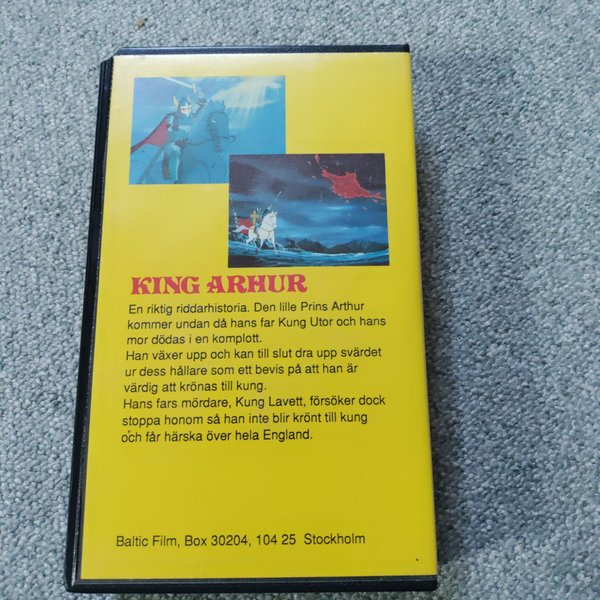 KING ARHUR
En riktig riddarhistoria. Den lille Prins Arthur
kommer undan då hans far Kung Utor och hans
mor dödas i en komplott.
Han växer upp och kan till slut dra upp svärdet
ur dess hållare som ett bevis på att han är
värdig att krönas till kung.
Hans fars mördare, Kung Lavett, försöker dock
stoppa honom så han inte blir krönt till kung
och får härska över hela England.
Baltic Film, Box 30204, 104 25 Stockholm